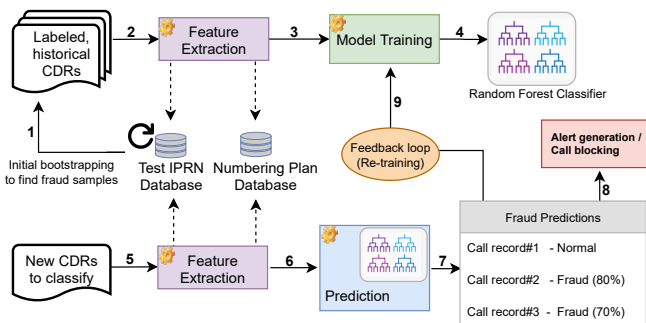 Labeled,
historical
CDRs
2
Feature
Extraction
3
Model Training
4
Random Forest Classifier
1
9
Initial bootstrapping
to find fraud samples
Test IPRN
Database
Numbering Plan
Database
Feedback loop
(Re-training)
Alert generation /
Call blocking
8
New CDRs
to classify
5
Feature
Extraction
6
Prediction
7
Fraud Predictions
Call record#1 - Normal
Call record#2 - Fraud (80%)
Call record#3 - Fraud (70%)